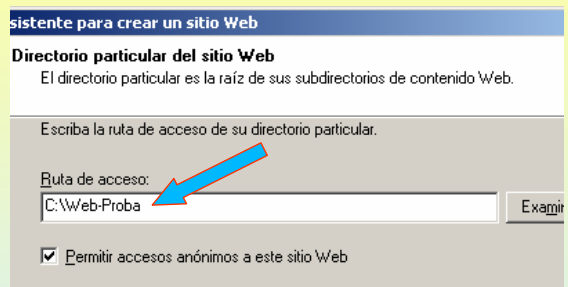 sistente para crear un sitio Web
Directorio particular del sitio Web
El directorio particular es la raíz de sus subdirectorios de contenido Web.
Escriba la ruta de acceso de su directorio particular.
Ruta de acceso:
C:\Web-Proba
Examin
Permitir accesos anónimos a este sitio Web